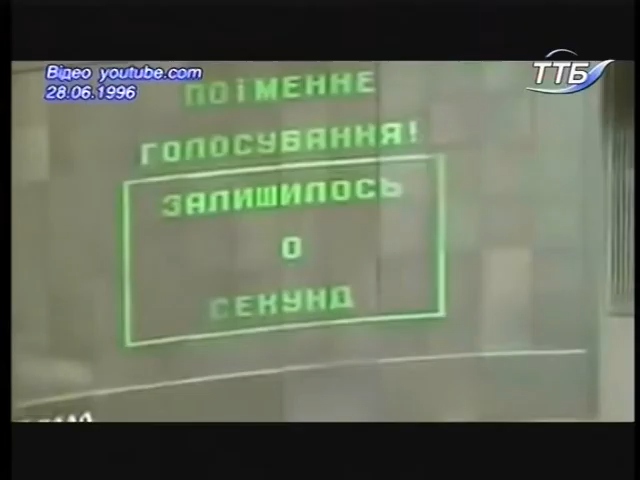 Відео youtube.com
28.06.1996
ТТБ
ПОіМЕННЕ
ГОЛОСУВАННЯ!
ЗАЛИШИЛОСЬ
0
СЕКУНД